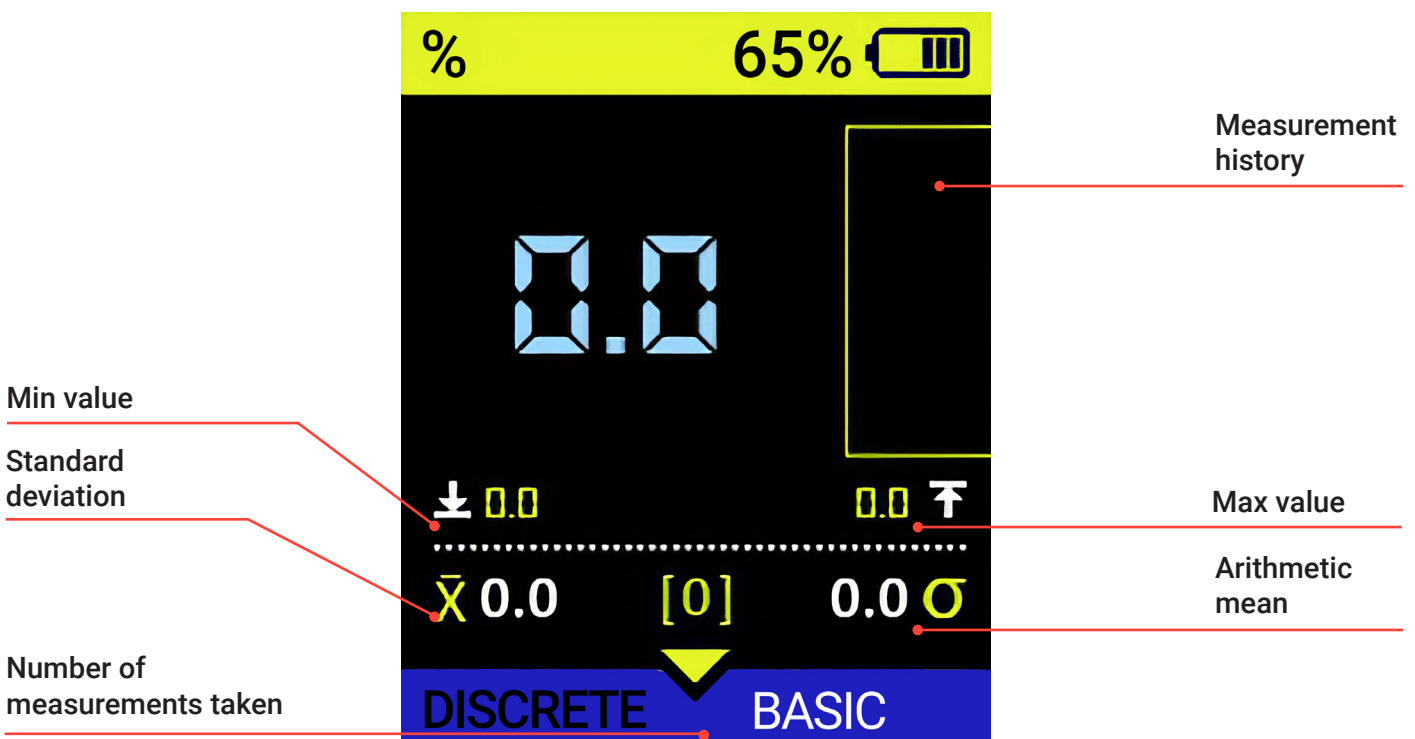 % 65%
Measurement
history
0.0
Min value
Standard
deviation
0.0 0.0
Max value
Arithmetic
mean
x̄ 0.0 [0] 0.0 σ
Number of
measurements taken
DISCRETE BASIC